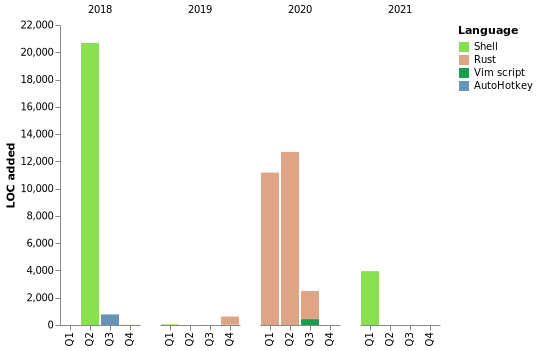 2018 2019 2020 2021
Language
Shell
Rust
Vim script
AutoHotkey
LOC added
22,000
20,000
18,000
16,000
14,000
12,000
10,000
8,000
6,000
4,000
2,000
0
Q1 Q2 Q3 Q4 Q1 Q2 Q3 Q4 Q1 Q2 Q3 Q4 Q1 Q2 Q3 Q4